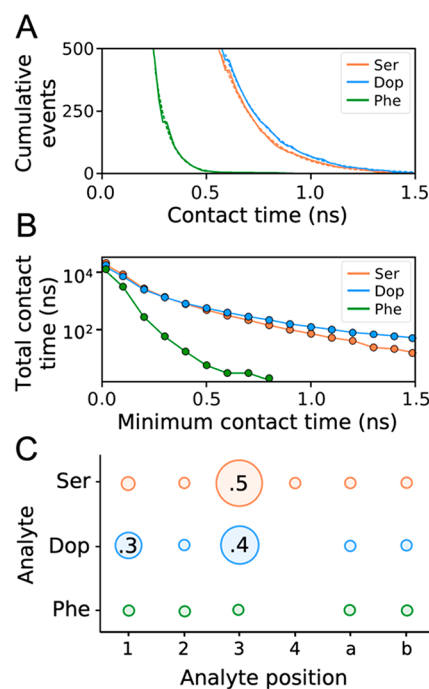 A
Cumulative
events
500
250
0
Ser
Dop
Phe
0.0 0.5 1.0 1.5
Contact time (ns)
B
Total contact
time (ns)
10⁴
10²
Ser
Dop
Phe
0.0 0.5 1.0 1.5
Minimum contact time (ns)
C
Analyte
Ser .5
Dop .3 .4
Phe
1 2 3 4 a b
Analyte position